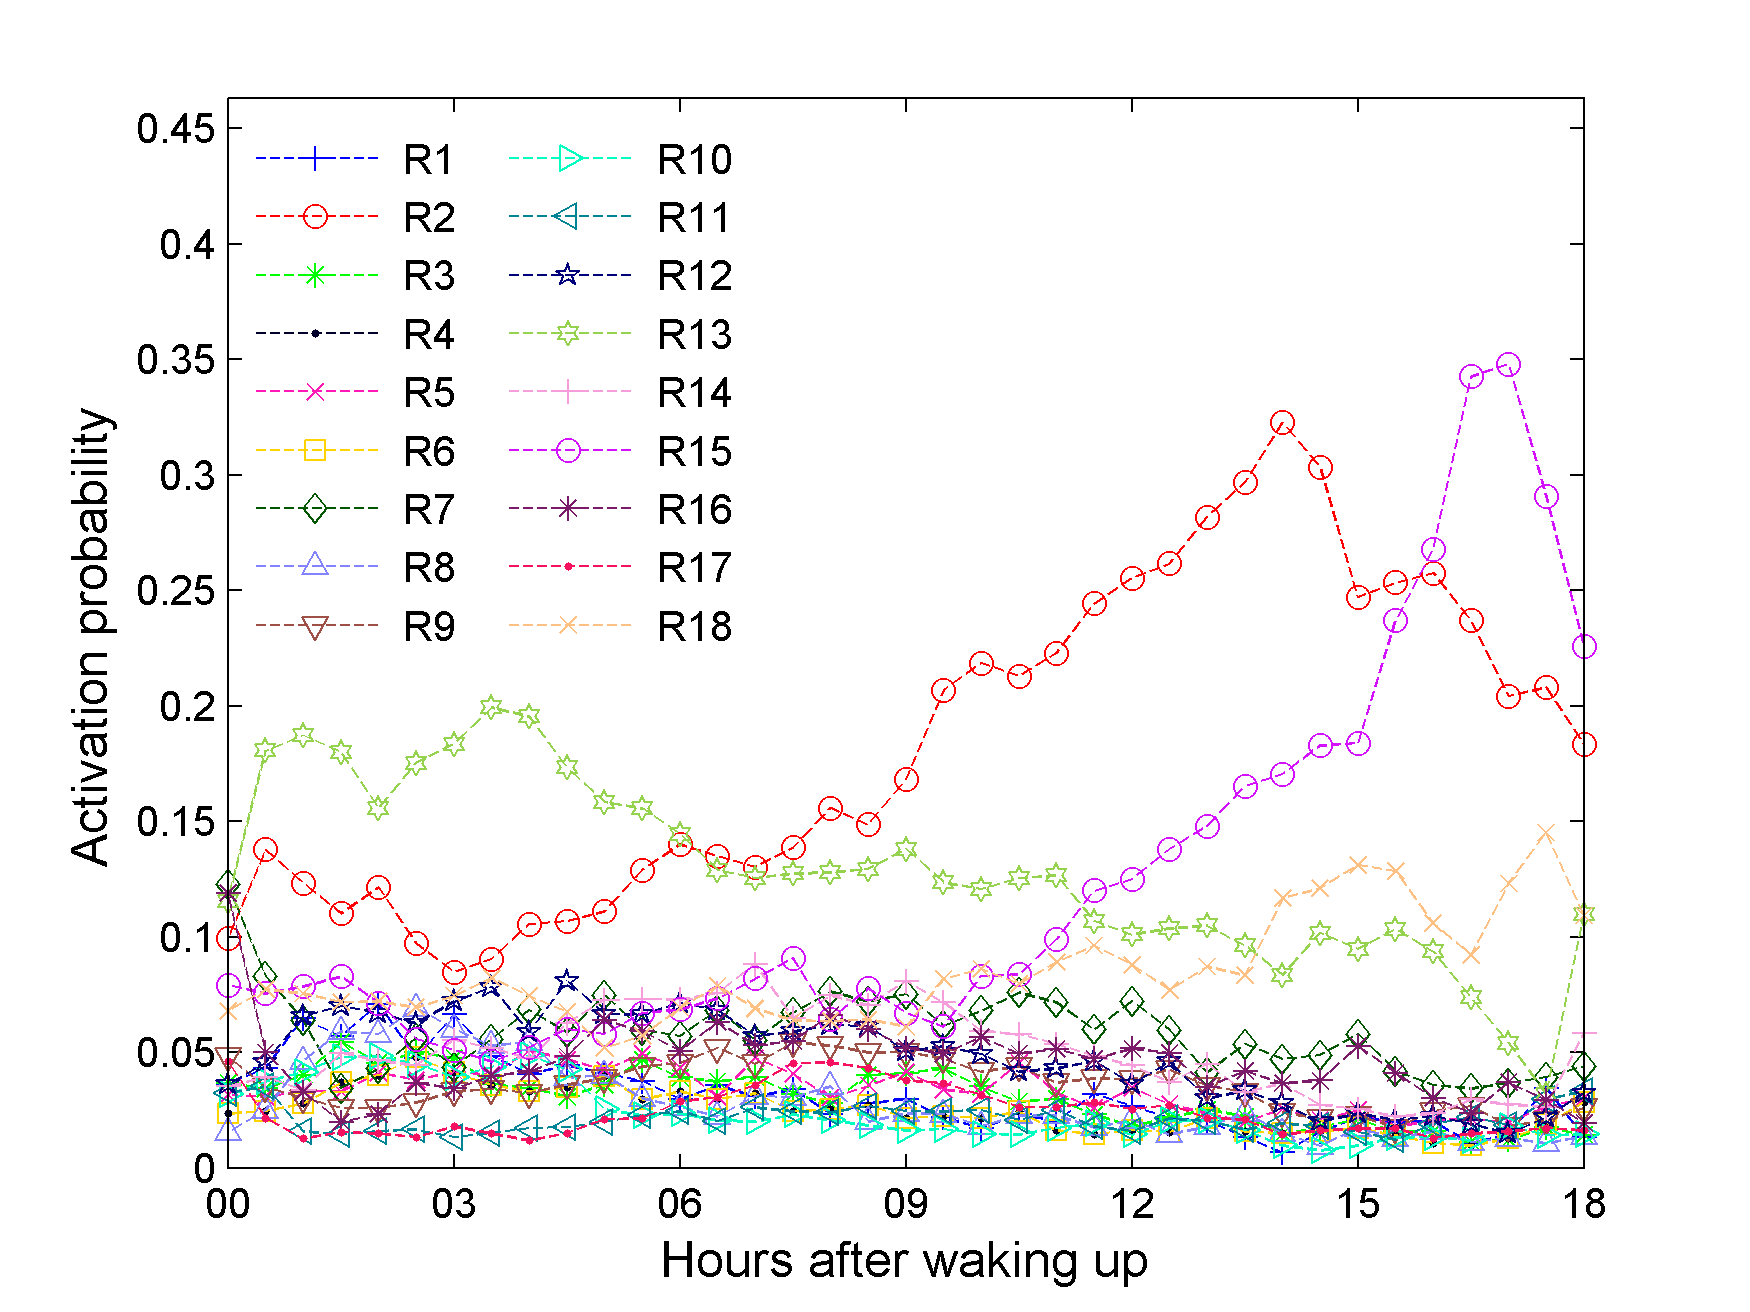 0.45
0.4
0.35
0.3
0.25
0.2
0.15
0.1
0.05
0
Activation probability
R1 R10
R2 R11
R3 R12
R4 R13
R5 R14
R6 R15
R7 R16
R8 R17
R9 R18
00 03 06 09 12 15 18
Hours after waking up